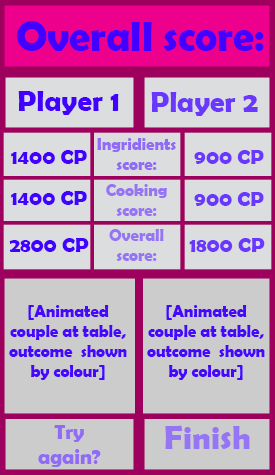 Overall score:
Player 1
Player 2
1400 CP
Ingridients
score:
900 CP
1400 CP
Cooking
score:
900 CP
2800 CP
Overall
score:
1800 CP
[Animated
couple at table,
outcome shown
by colour]
[Animated
couple at table,
outcome shown
by colour]
Try
again?
Finish